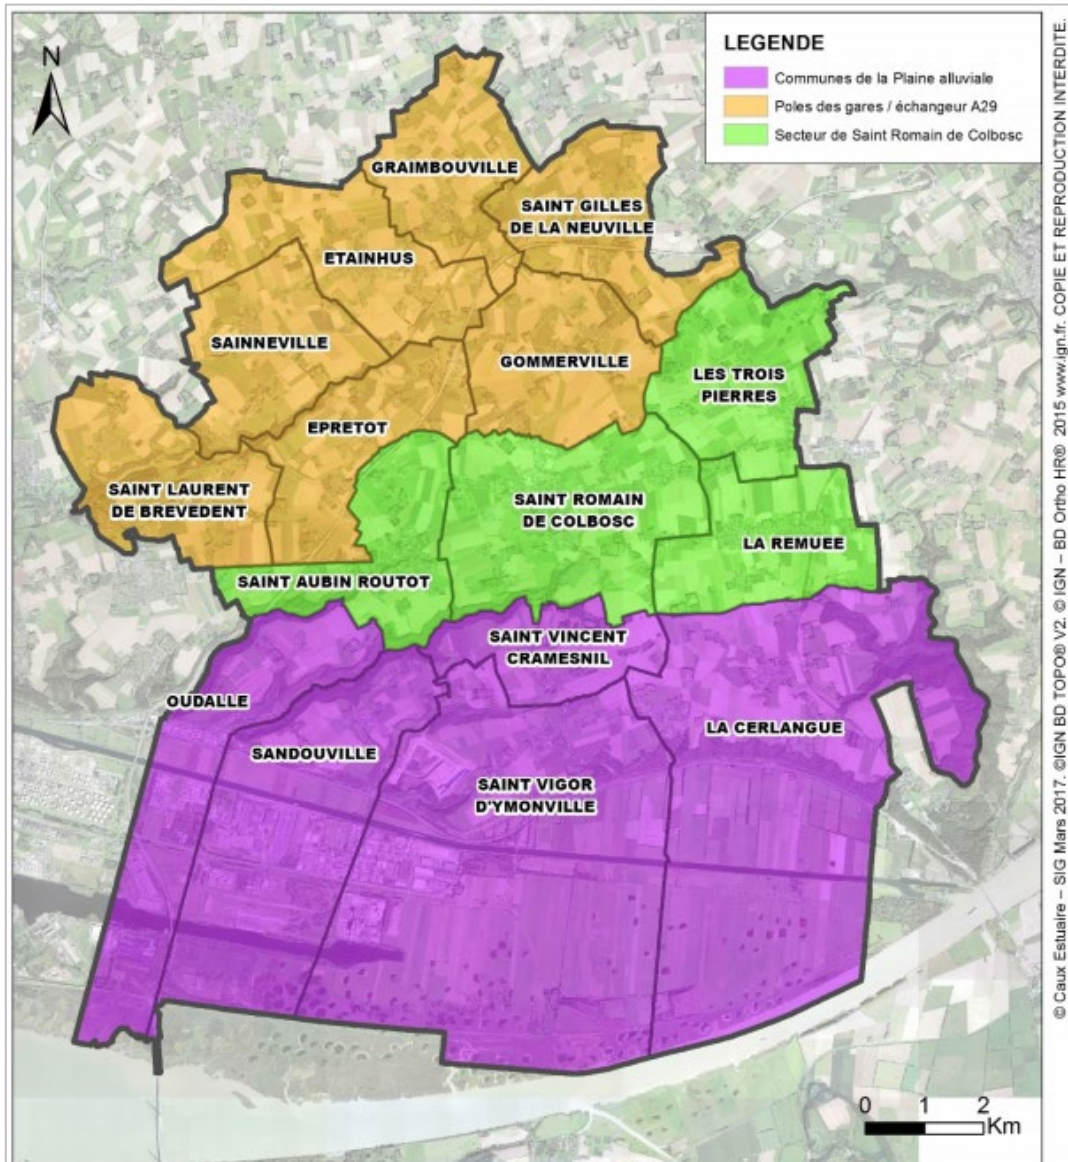 N
LEGENDE
Communes de la Plaine alluviale
Poles des gares / échangeur A29
Secteur de Saint Romain de Colbosc
GRAIMBOUVILLE
SAINT GILLES
DE LA NEUVILLE
ETAINHUS
SAINNEVILLE
GOMMERVILLE
LES TROIS
PIERRES
EPRETOT
SAINT LAURENT
DE BREVEDENT
SAINT ROMAIN
DE COLBOSC
LA REMUEE
SAINT AUBIN ROUTOT
SAINT VINCENT
CRAMESNIL
OUDALLE
LA CERLANGUE
SANDOUVILLE
SAINT VIGOR
D'YMONVILLE
0 1 2
Km
© Caux Estuaire – SIG Mars 2017. ©IGN BD TOPO® V2. © IGN – BD Ortho HR® 2015 www.ign.fr. COPIE ET REPRODUCTION INTERDITE.